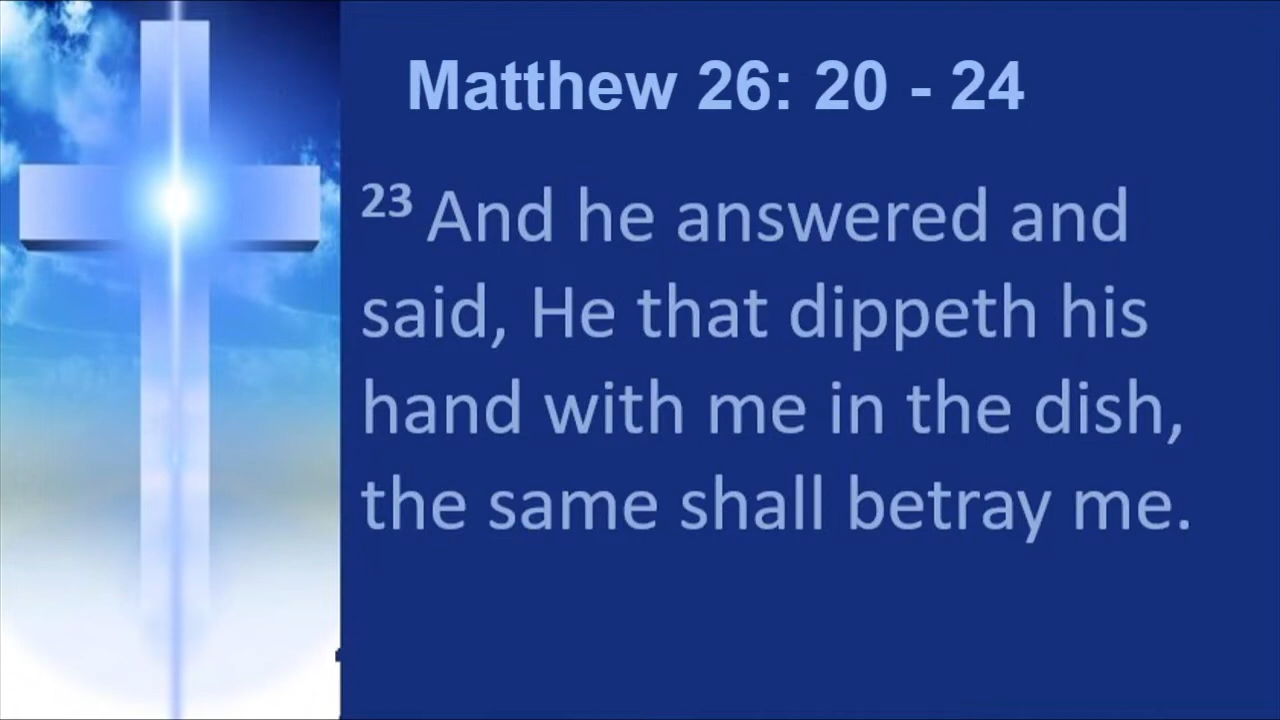 Matthew 26: 20 - 24
23 And he answered and
said, He that dippeth his
hand with me in the dish,
the same shall betray me.